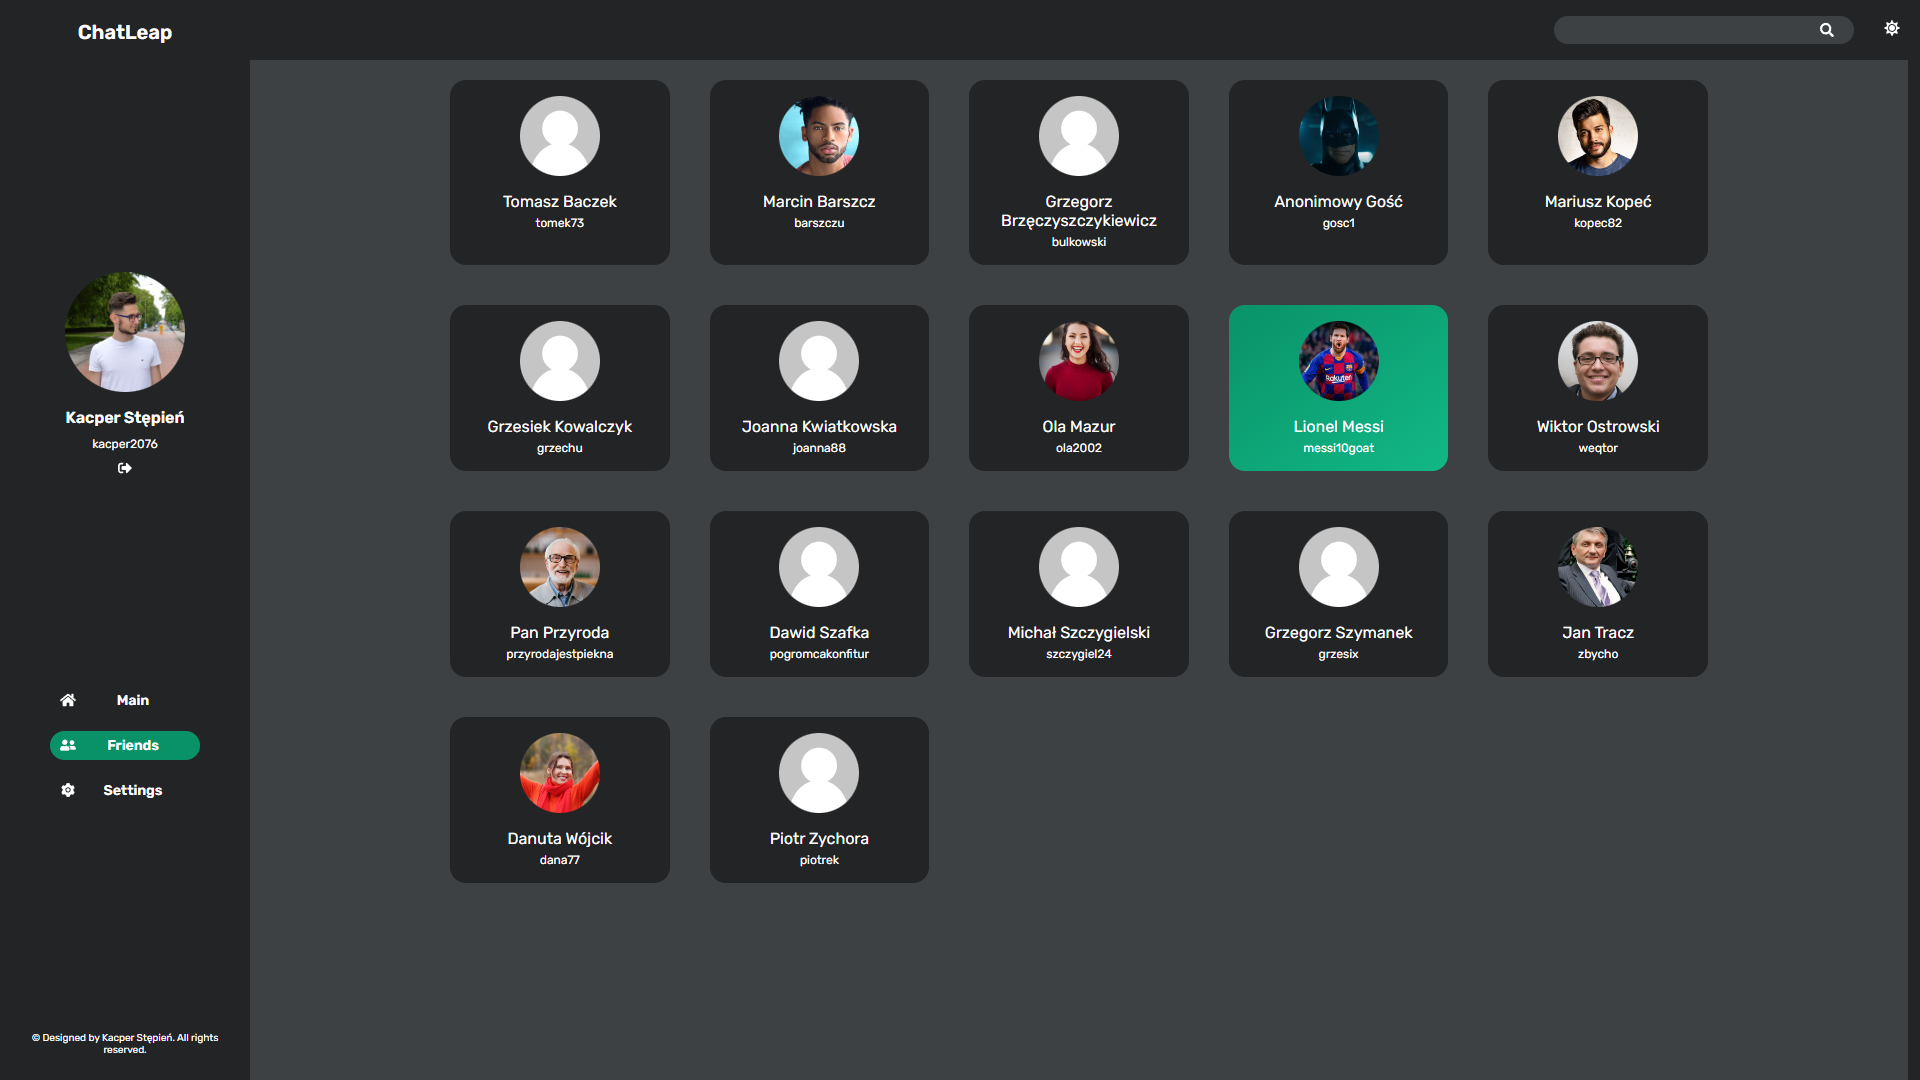 ChatLeap
Kacper Stępień
kacper2076
Main
Friends
Settings
© Designed by Kacper Stępień. All rights
reserved.
Tomasz Baczek
tomek73
Marcin Barszcz
barszczu
Grzegorz
Brzęczyszczykiewicz
bulkowski
Anonimowy Gość
gosc1
Mariusz Kopeć
kopec82
Grzesiek Kowalczyk
grzechu
Joanna Kwiatkowska
joanna88
Ola Mazur
ola2002
Rakuten
Lionel Messi
messi10goat
Wiktor Ostrowski
weqtor
Pan Przyroda
przyrodajestpiekna
Dawid Szafka
pogromcakonfitur
Michał Szczygielski
szczygiel24
Grzegorz Szymanek
grzesix
Jan Tracz
zbycho
Danuta Wójcik
dana77
Piotr Zychora
piotrek